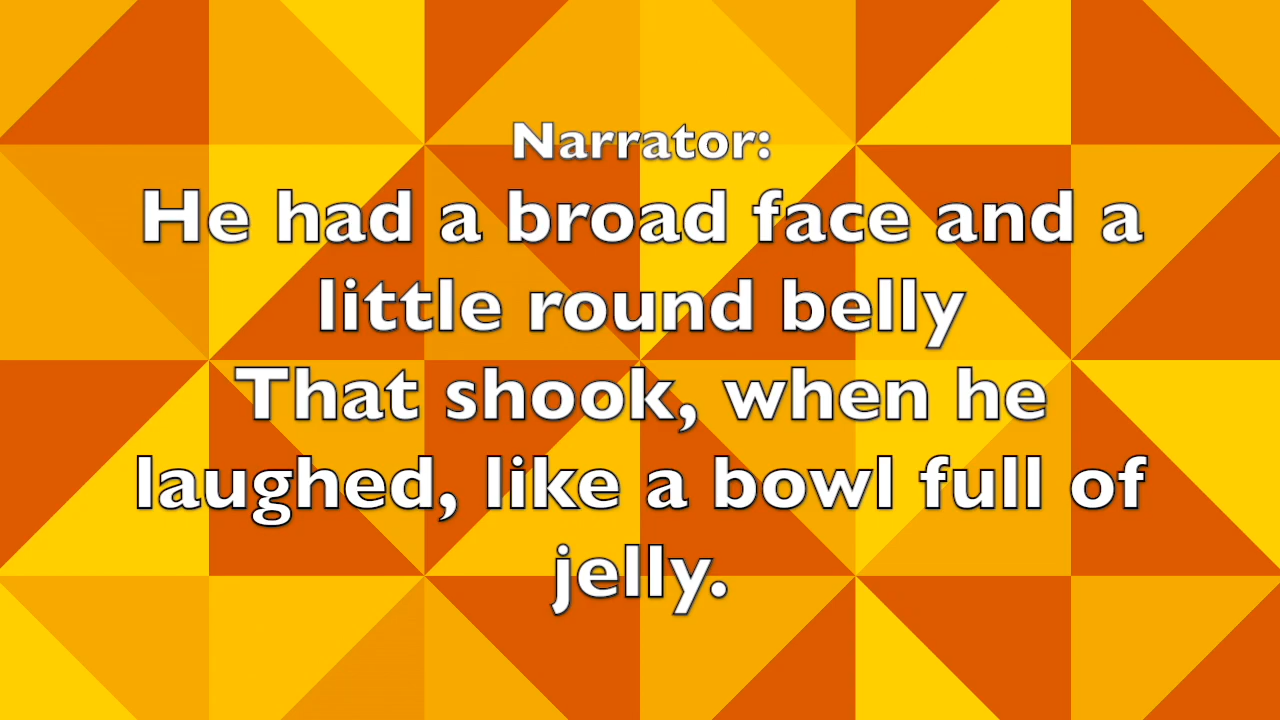 Narrator:
He had a broad face and a
little round belly
That shook, when he
laughed, like a bowl full of
jelly.